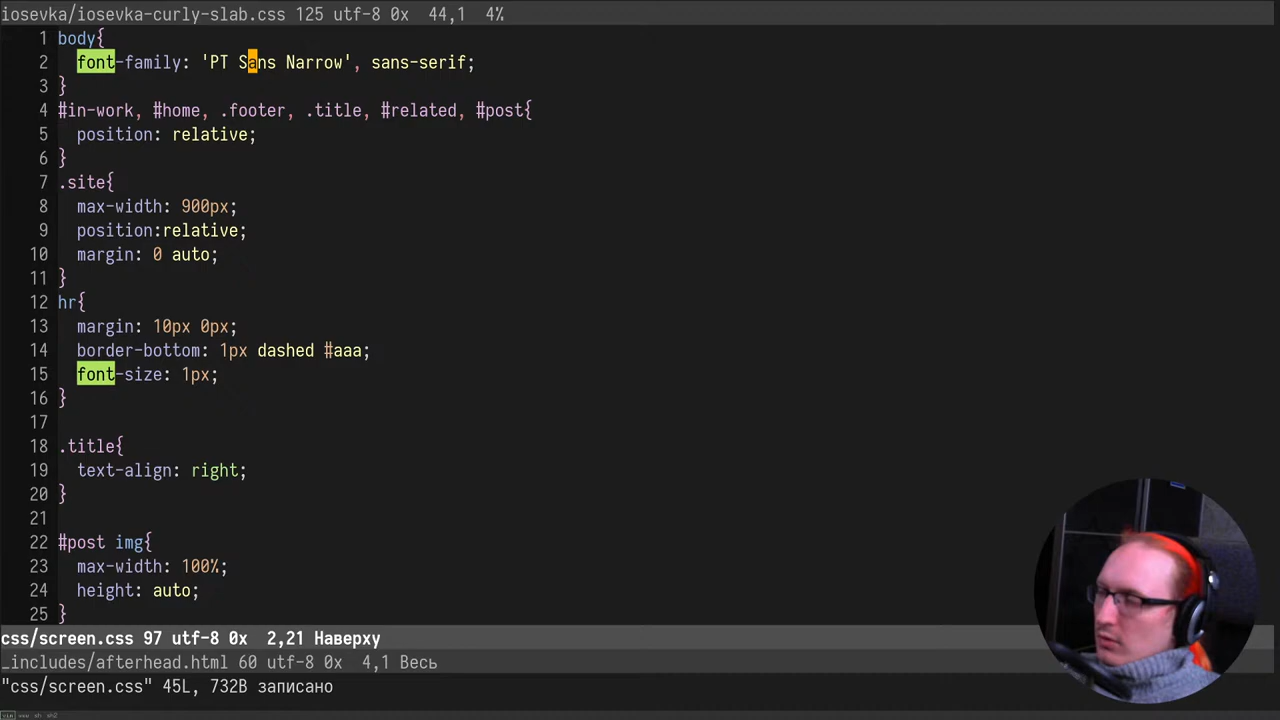 iosevka/iosevka-curly-slab.css 125 utf-8 0x 44,1 4%
1 body{
2 font-family: 'PT Sans Narrow', sans-serif;
3 }
4 #in-work, #home, .footer, .title, #related, #post{
5 position: relative;
6 }
7 .site{
8 max-width: 900px;
9 position:relative;
10 margin: 0 auto;
11 }
12 hr{
13 margin: 10px 0px;
14 border-bottom: 1px dashed #aaa;
15 font-size: 1px;
16 }
17
18 .title{
19 text-align: right;
20 }
21
22 #post img{
23 max-width: 100%;
24 height: auto;
25 }
css/screen.css 97 utf-8 0x 2,21 Наверху
_includes/afterhead.html 60 utf-8 0x 4,1 Весь
"css/screen.css" 45L, 732B записано